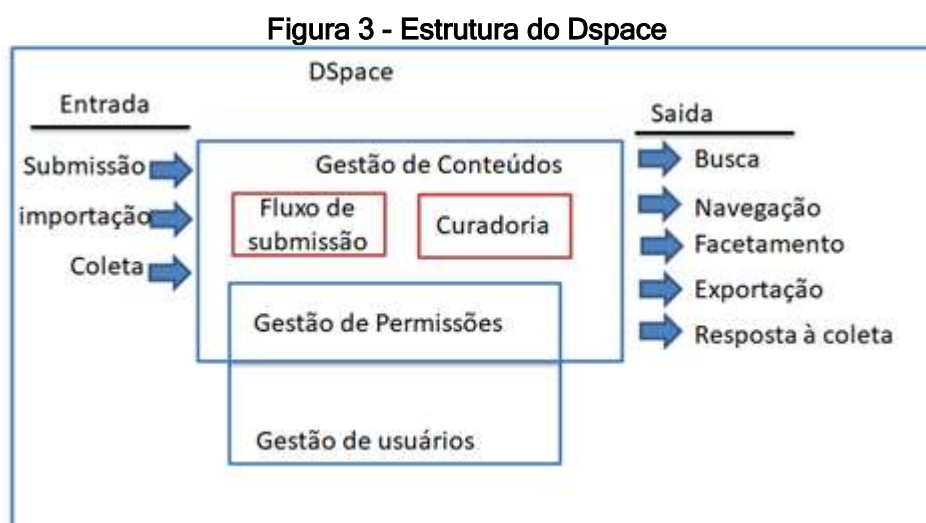 Figura 3 - Estrutura do Dspace
DSpace
Entrada
Submissão
importação
Coleta
Gestão de Conteúdos
Fluxo de
submissão
Curadoria
Gestão de Permissões
Gestão de usuários
Saida
Busca
Navegação
Facetamento
Exportação
Resposta à coleta